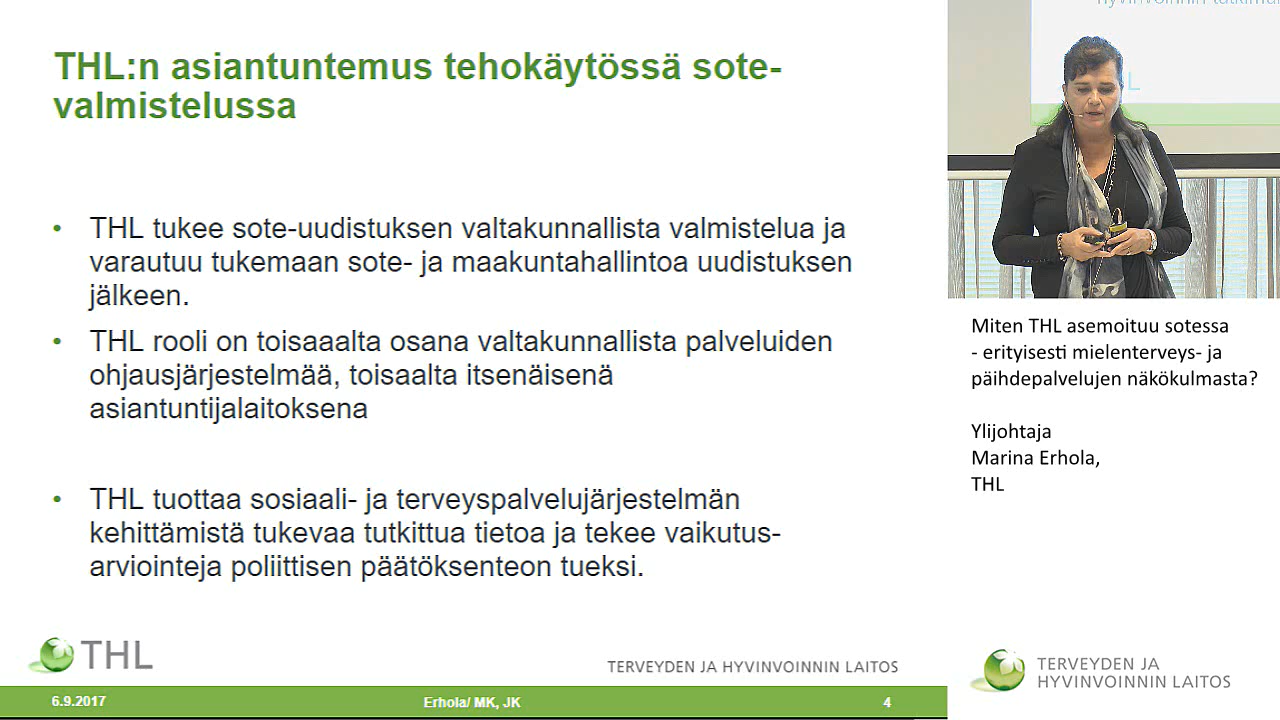 THL:n asiantuntemus tehokäytössä sote-
valmistelussa
• THL tukee sote-uudistuksen valtakunnallista valmistelua ja
varautuu tukemaan sote- ja maakuntahallintoa uudistuksen
jälkeen.
• THL rooli on toisaaalta osana valtakunnallista palveluiden
ohjausjärjestelmää, toisaalta itsenäisenä
asiantuntijalaitoksena
• THL tuottaa sosiaali- ja terveyspalvelujärjestelmän
kehittämistä tukevaa tutkittua tietoa ja tekee vaikutus-
arviointeja poliittisen päätöksenteon tueksi.
THL
TERVEYDEN JA HYVINVOINNIN LAITOS
6.9.2017
Erhola/ MK, JK
4
hyvinvoinnin
L
Miten THL asemoituu sotessa
- erityisesti mielenterveys- ja
päihdepalvelujen näkökulmasta?
Ylijohtaja
Marina Erhola,
THL
TERVEYDEN JA
HYVINVOINNIN LAITOS